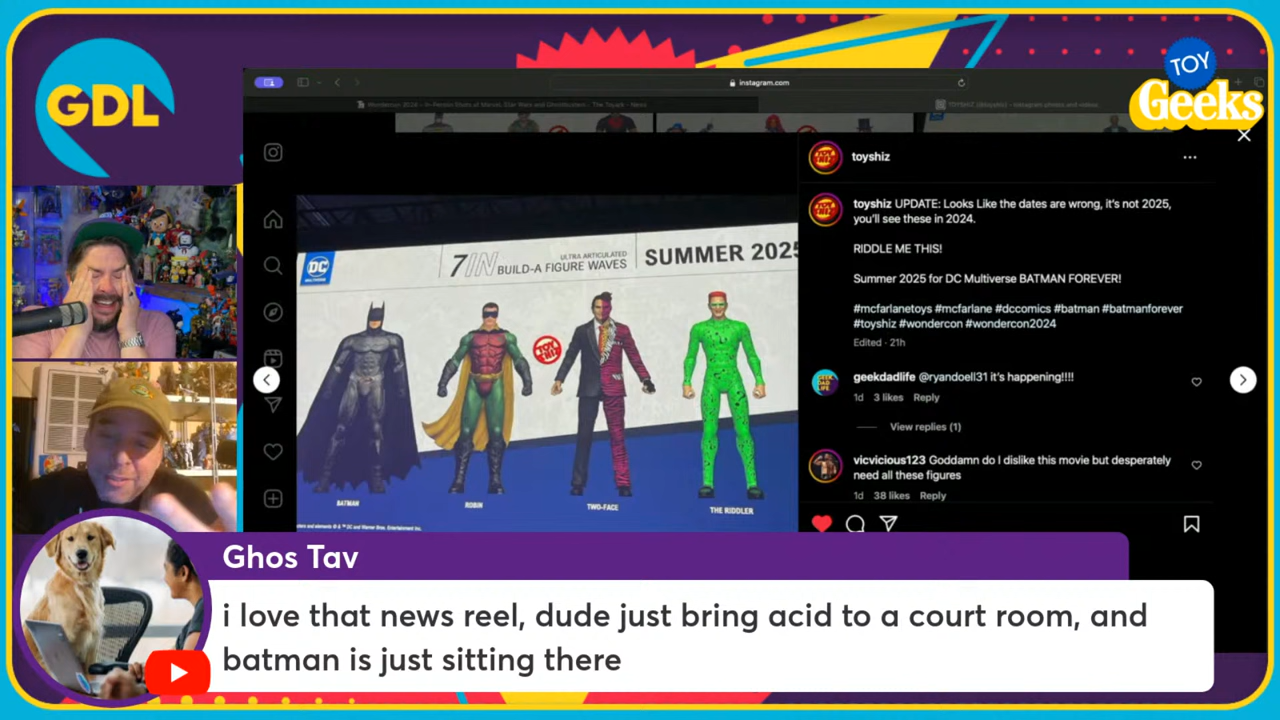 GDL
TOY
Geeks
instagram.com
toyshiz
toyshiz UPDATE: Looks Like the dates are wrong, it's not 2025,
you'll see these in 2024.
RIDDLE ME THIS!
Summer 2025 for DC Multiverse BATMAN FOREVER!
#mcfarlanetoys #mcfarlane #dccomics #batman #batmanforever
#toyshiz #wondercon #wondercon2024
Edited · 21h
geekdadlife @ryandoell31 it's happening!!!!
1d 3 likes Reply
View replies (1)
vicvicious123 Goddamn do I dislike this movie but desperately
need all these figures
1d 38 likes Reply
DC
7IN
ULTRA ARTICULATED
BUILD-A FIGURE WAVES
SUMMER 2025
BATMAN
ROBIN
TWO-FACE
THE RIDDLER
Ghos Tav
i love that news reel, dude just bring acid to a court room, and
batman is just sitting there